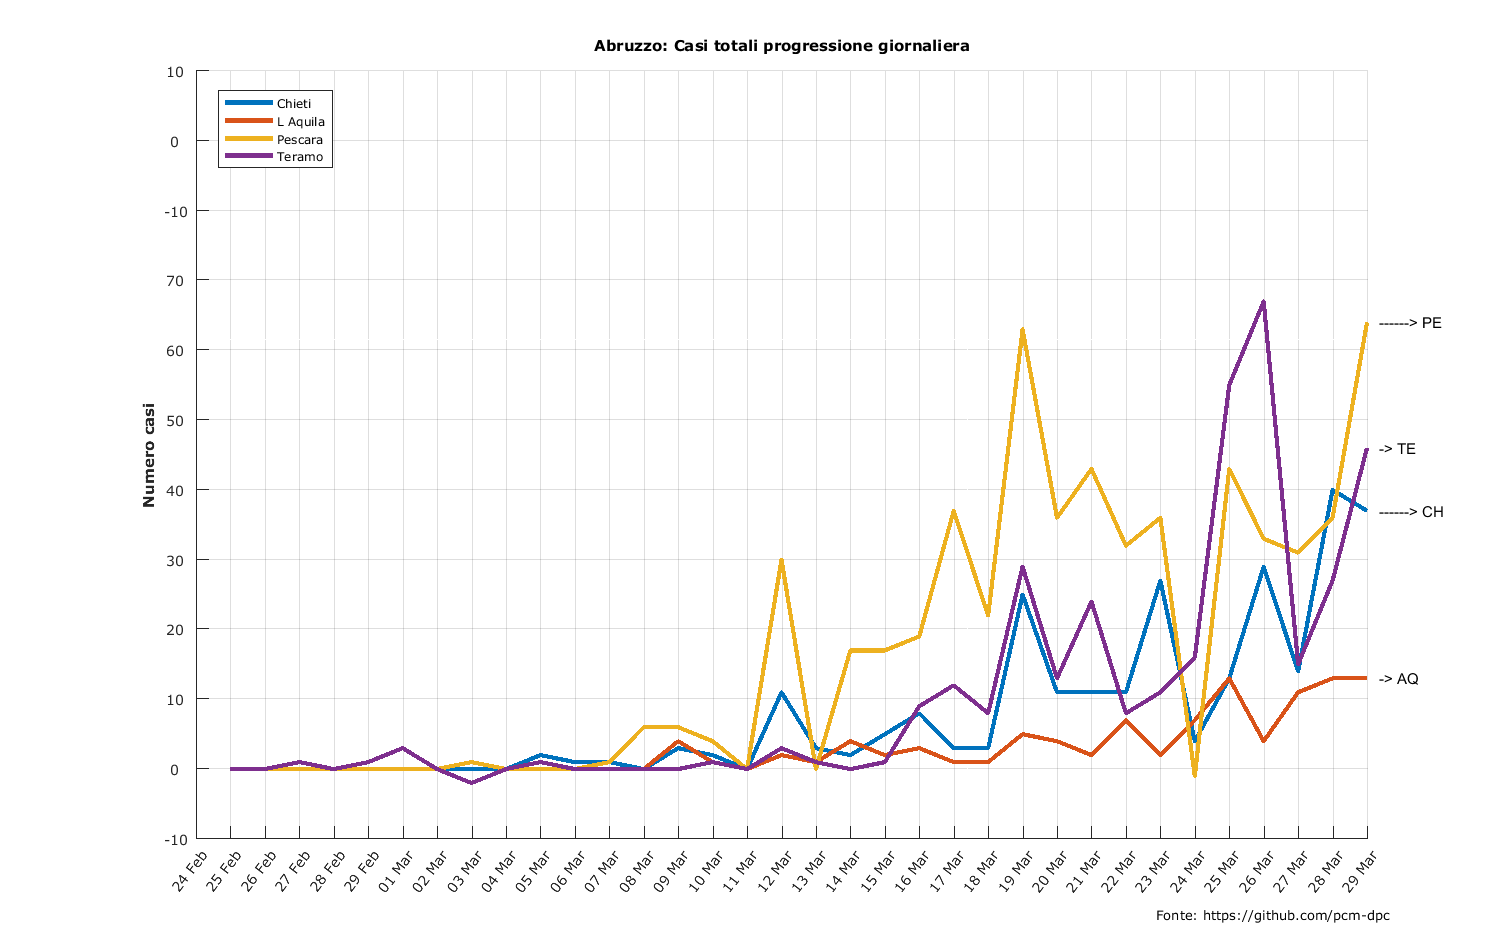 Abruzzo: Casi totali progressione giornaliera
10
0
-10
70
60
50
40
30
20
10
0
-10
Numero casi
Chieti
L Aquila
Pescara
Teramo
------> PE
-> TE
------> CH
-> AQ
24 Feb
25 Feb
26 Feb
27 Feb
28 Feb
29 Feb
01 Mar
02 Mar
03 Mar
04 Mar
05 Mar
06 Mar
07 Mar
08 Mar
09 Mar
10 Mar
11 Mar
12 Mar
13 Mar
14 Mar
15 Mar
16 Mar
17 Mar
18 Mar
19 Mar
20 Mar
21 Mar
22 Mar
23 Mar
24 Mar
25 Mar
26 Mar
27 Mar
28 Mar
29 Mar
Fonte: https://github.com/pcm-dpc